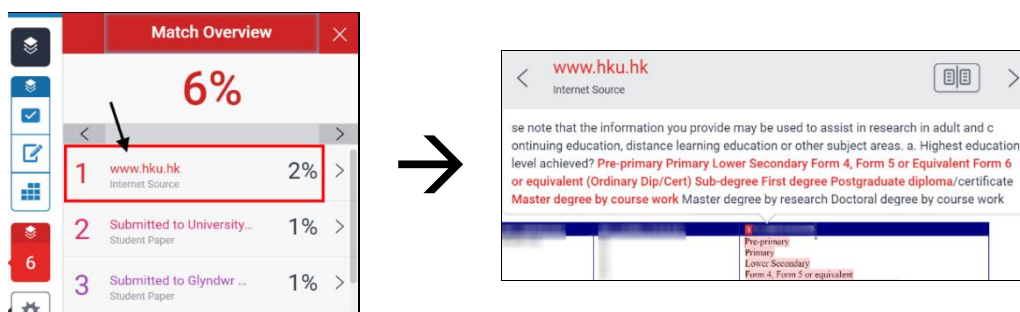 Match Overview
6%
1 www.hku.hk 2%
Internet Source
2 Submitted to University... 1%
Student Paper
3 Submitted to Glyndwr ... 1%
Student Paper
6
www.hku.hk
Internet Source
se note that the information you provide may be used to assist in research in adult and c
ontinuing education, distance learning education or other subject areas. a. Highest education
level achieved? Pre-primary Primary Lower Secondary Form 4, Form 5 or Equivalent Form 6
or equivalent (Ordinary Dip/Cert) Sub-degree First degree Postgraduate diploma/certificate
Master degree by course work Master degree by research Doctoral degree by course work
Pre-primary
Primary
Lower Secondary
Form 4, Form 5 or equivalent